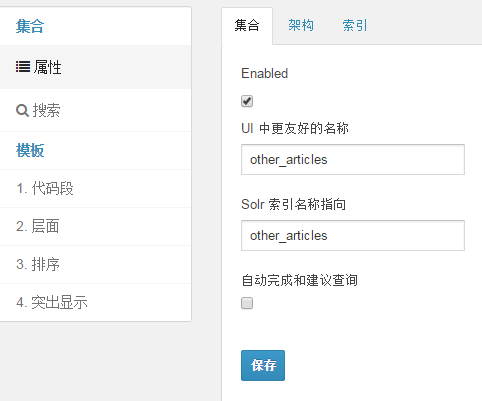 集合
属性
搜索
模板
1. 代码段
2. 层面
3. 排序
4. 突出显示
集合 架构 索引
Enabled
UI 中更友好的名称
other_articles
Solr 索引名称指向
other_articles
自动完成和建议查询
保存